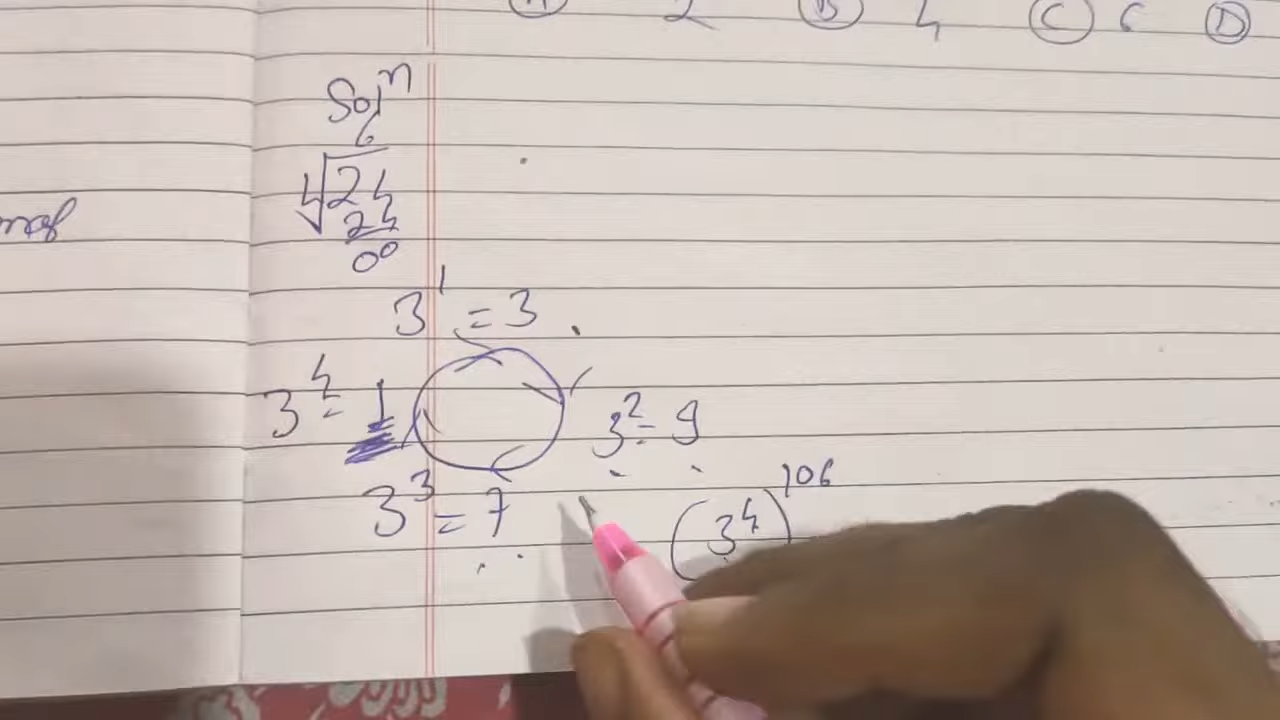 (A) 2 (B) 4 (C) 6 (D)
Solⁿ
6
4√24
24
00
3¹ = 3
3⁴ = 1
3² = 9
3³ = 7
(3⁴)¹⁰⁶